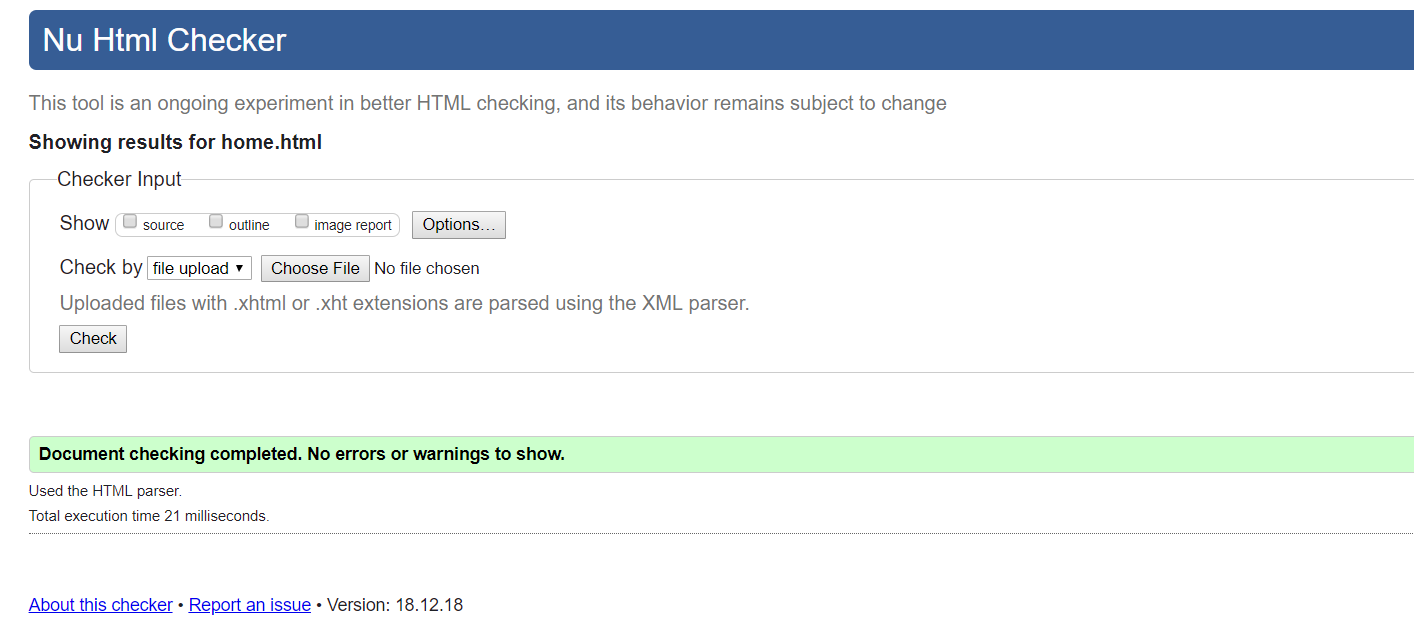 Nu Html Checker
This tool is an ongoing experiment in better HTML checking, and its behavior remains subject to change
Showing results for home.html
Checker Input
Show source outline image report Options...
Check by file upload ▼ Choose File No file chosen
Uploaded files with .xhtml or .xht extensions are parsed using the XML parser.
Check
Document checking completed. No errors or warnings to show.
Used the HTML parser.
Total execution time 21 milliseconds.
About this checker • Report an issue • Version: 18.12.18